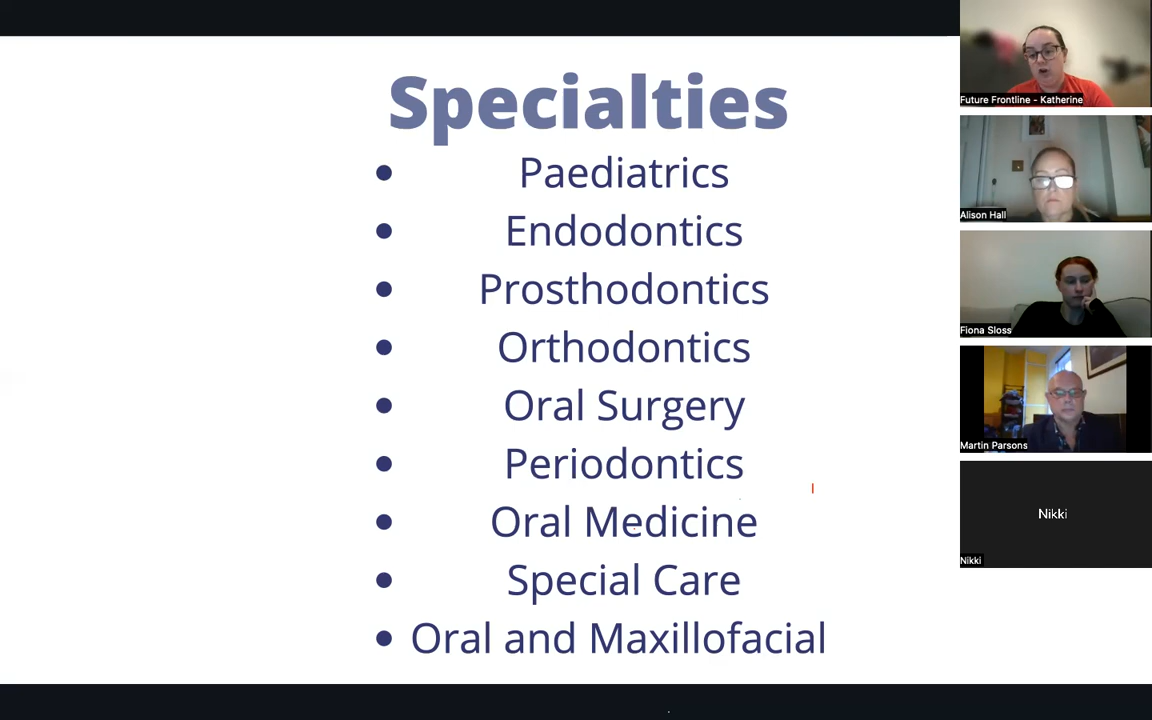 Specialties
• Paediatrics
• Endodontics
• Prosthodontics
• Orthodontics
• Oral Surgery
• Periodontics
• Oral Medicine
• Special Care
• Oral and Maxillofacial
Future Frontline - Katherine
Alison Hall
Fiona Sloss
Martin Parsons
Nikki
Nikki